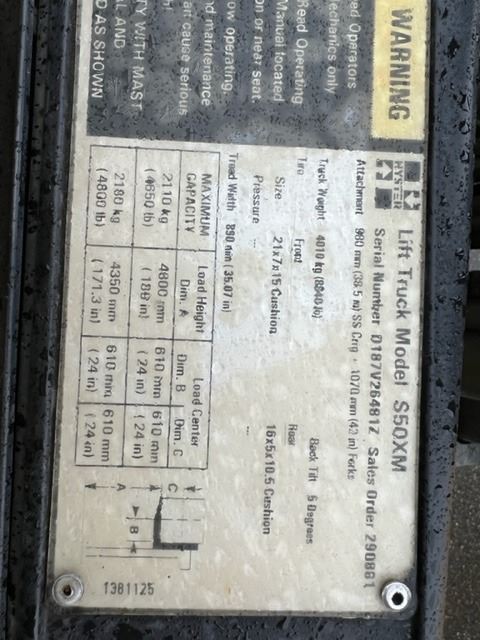 WARNING
ed Operators
echanics only
Read Operating
Manual located
on or near seat.
ow operating,
nd maintenance
art cause serious
h!
TY WITH MAST
AL AND
D AS SHOWN
HYSTER
Lift Truck Model S50XM
Serial Number D187V26481Z Sales Order 290881
Attachment 980 mm (38.5 in) SS Crrg + 1070 mm (42 in) Forks
Truck Weight 4010 kg (8840 lb) Back Tilt 5 Degrees
Tire Front Rear
Size 21x7x15 Cushion 16x5x10.5 Cushion
Pressure --- ---
Tread Width 890 mm (35.07 in)
MAXIMUM CAPACITY Load Height Dim. A Load Center Dim. B Dim. C
2110 kg 4800 mm 610 mm 610 mm
(4650 lb) (189 in) (24 in) (24 in)
2180 kg 4350 mm 610 mm 610 mm
(4800 lb) (171.3 in) (24 in) (24 in)
C
A B
1381125